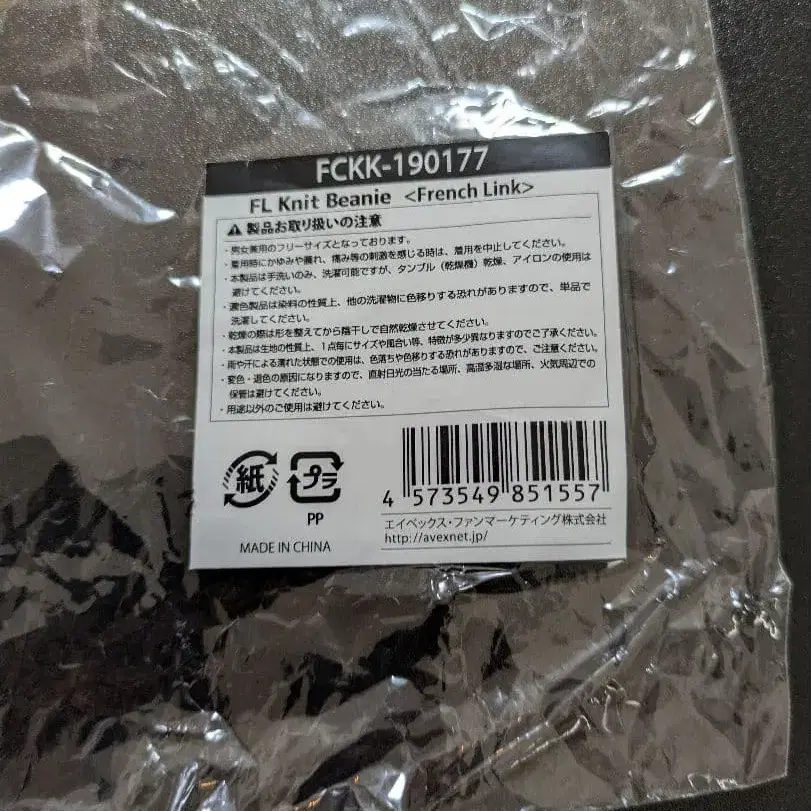 FCKK-190177
FL Knit Beanie <French Link>
⚠ 製品お取り扱いの注意
・男女兼用のフリーサイズとなっております。
・着用時にかゆみや腫れ、痛み等の刺激を感じる時は、着用を中止してください。
・本製品は手洗いのみ、洗濯可能ですが、タンブル（乾燥機）乾燥、アイロンの使用は
避けてください。
・濃色製品は染料の性質上、他の洗濯物に色移りする恐れがありますので、単品で
洗濯してください。
・乾燥の際は形を整えてから陰干しで自然乾燥させてください。
・本製品は生地の性質上、1点毎にサイズや風合い等、特徴が多少異なりますのでご了承ください。
・雨や汗による濡れた状態での使用は、色落ちや色移りする恐れがありますので、ご注意ください。
・変色・退色の原因になりますので、直射日光の当たる場所、高温多湿な場所、火気周辺での
保管は避けてください。
・用途以外のご使用は避けてください。
紙
プラ
PP
MADE IN CHINA
4 573549 851557
エイベックス・ファンマーケティング株式会社
http://avexnet.jp/